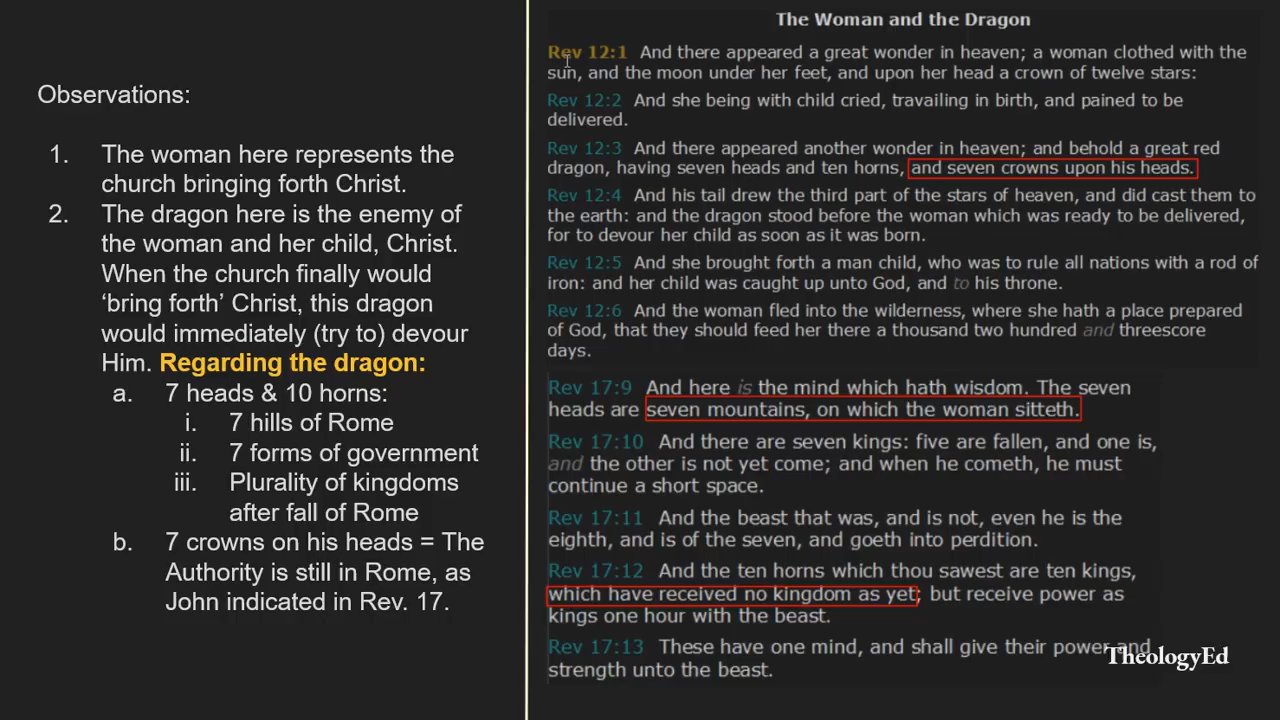 Observations:
1. The woman here represents the
church bringing forth Christ.
2. The dragon here is the enemy of
the woman and her child, Christ.
When the church finally would
‘bring forth’ Christ, this dragon
would immediately (try to) devour
Him. Regarding the dragon:
a. 7 heads & 10 horns:
i. 7 hills of Rome
ii. 7 forms of government
iii. Plurality of kingdoms
after fall of Rome
b. 7 crowns on his heads = The
Authority is still in Rome, as
John indicated in Rev. 17.
The Woman and the Dragon
Rev 12:1 And there appeared a great wonder in heaven; a woman clothed with the
sun, and the moon under her feet, and upon her head a crown of twelve stars:
Rev 12:2 And she being with child cried, travailing in birth, and pained to be
delivered.
Rev 12:3 And there appeared another wonder in heaven; and behold a great red
dragon, having seven heads and ten horns, and seven crowns upon his heads.
Rev 12:4 And his tail drew the third part of the stars of heaven, and did cast them to
the earth: and the dragon stood before the woman which was ready to be delivered,
for to devour her child as soon as it was born.
Rev 12:5 And she brought forth a man child, who was to rule all nations with a rod of
iron: and her child was caught up unto God, and to his throne.
Rev 12:6 And the woman fled into the wilderness, where she hath a place prepared
of God, that they should feed her there a thousand two hundred and threescore
days.
Rev 17:9 And here is the mind which hath wisdom. The seven
heads are seven mountains, on which the woman sitteth.
Rev 17:10 And there are seven kings: five are fallen, and one is,
and the other is not yet come; and when he cometh, he must
continue a short space.
Rev 17:11 And the beast that was, and is not, even he is the
eighth, and is of the seven, and goeth into perdition.
Rev 17:12 And the ten horns which thou sawest are ten kings,
which have received no kingdom as yet; but receive power as
kings one hour with the beast.
Rev 17:13 These have one mind, and shall give their power and
strength unto the beast.
TheologyEd